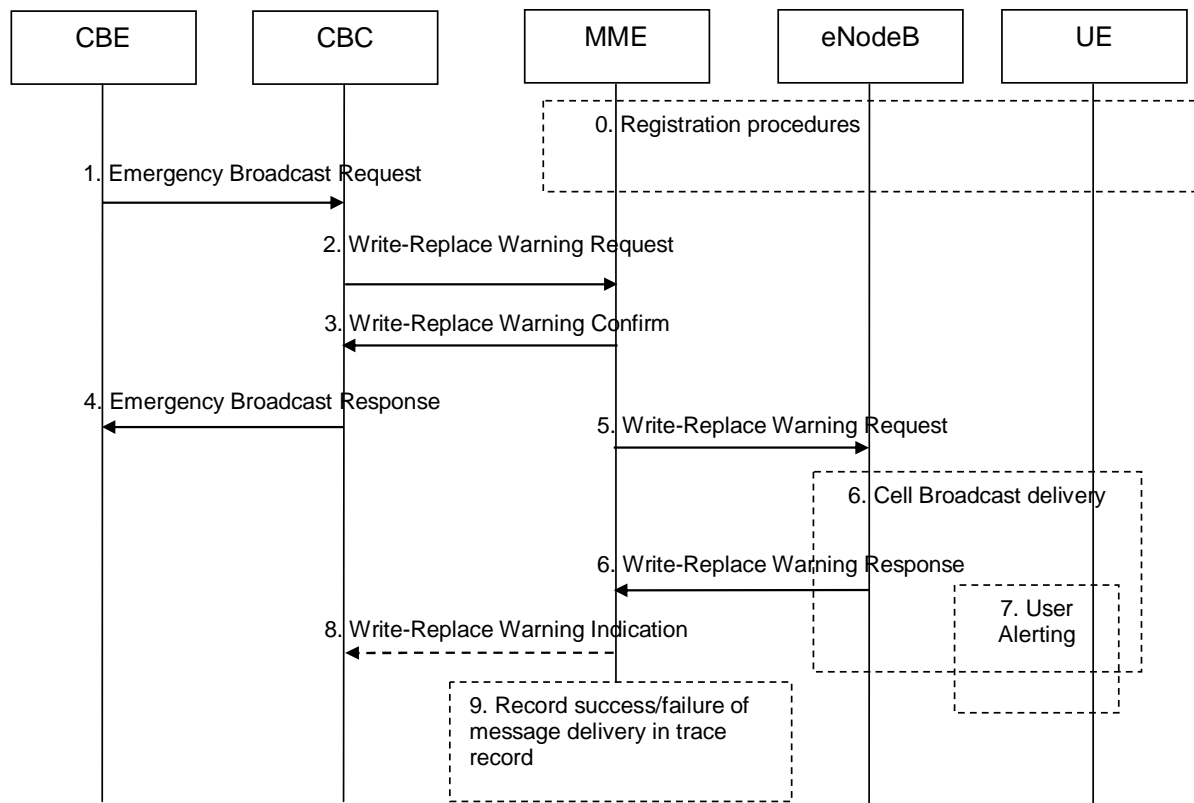 CBE
CBC
MME
eNodeB
UE
0. Registration procedures
1. Emergency Broadcast Request
2. Write-Replace Warning Request
3. Write-Replace Warning Confirm
4. Emergency Broadcast Response
5. Write-Replace Warning Request
6. Cell Broadcast delivery
6. Write-Replace Warning Response
7. User
Alerting
8. Write-Replace Warning Indication
9. Record success/failure of
message delivery in trace
record